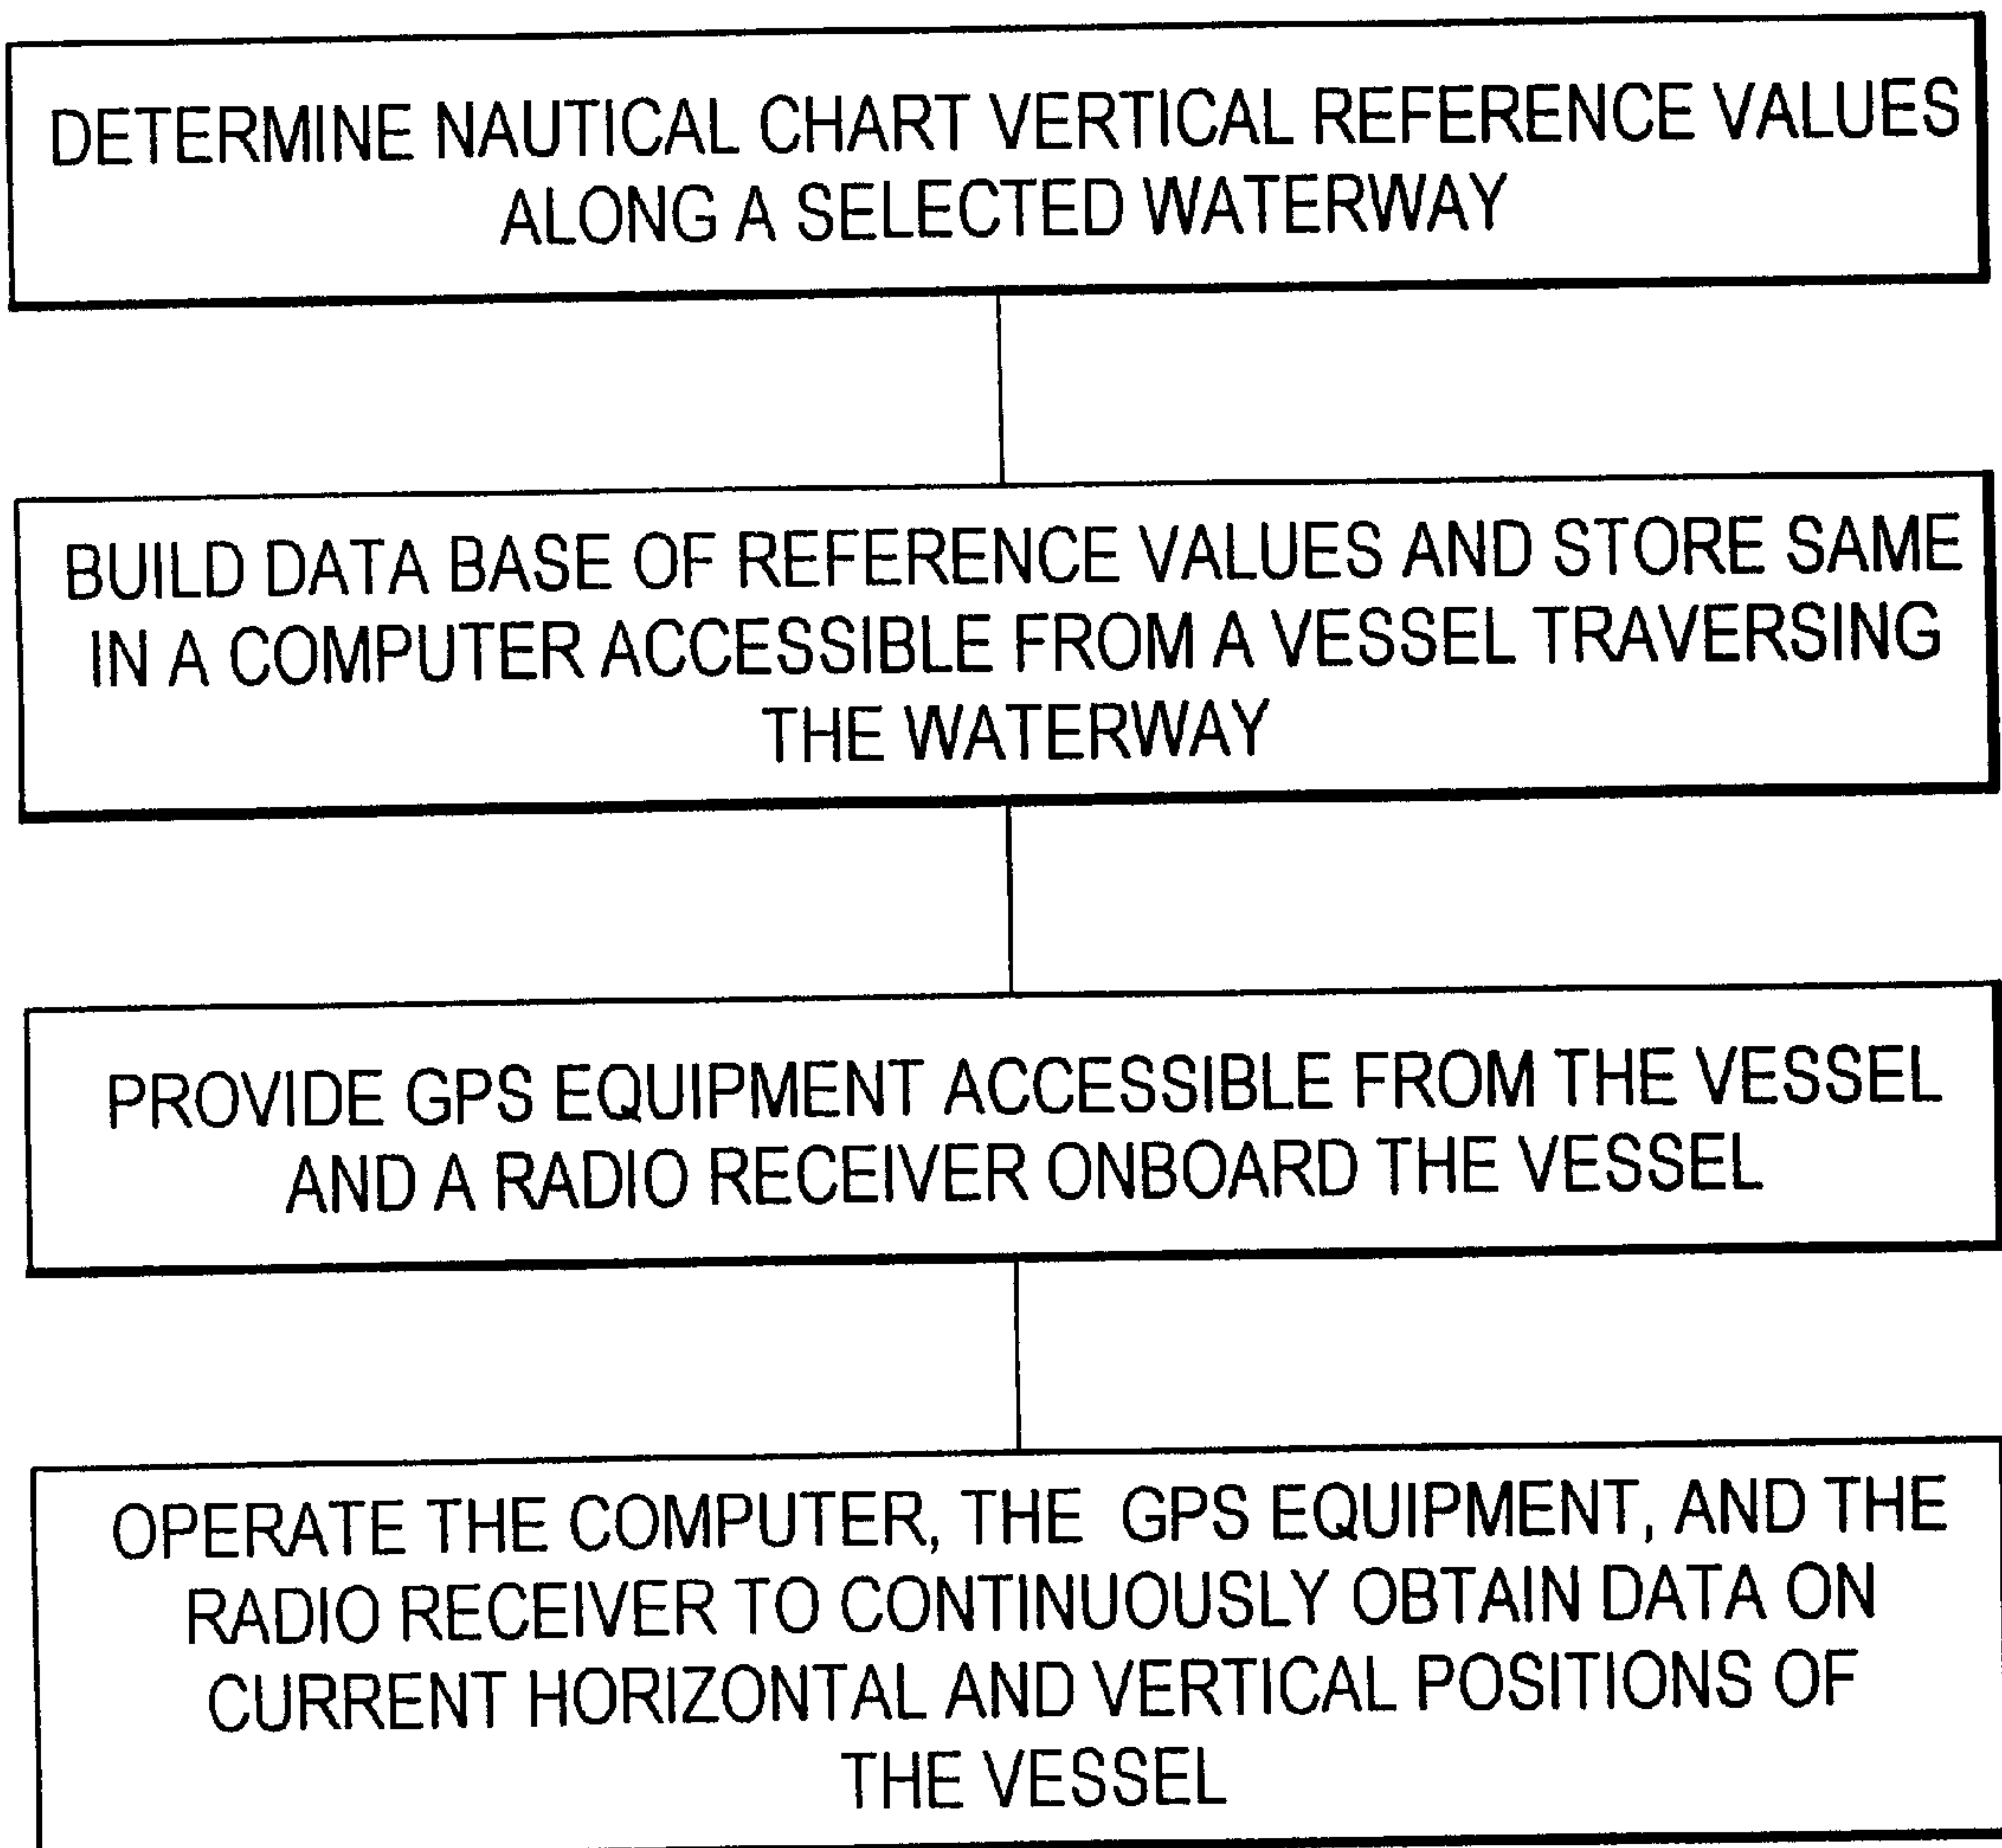 DETERMINE NAUTICAL CHART VERTICAL REFERENCE VALUES
ALONG A SELECTED WATERWAY
BUILD DATA BASE OF REFERENCE VALUES AND STORE SAME
IN A COMPUTER ACCESSIBLE FROM A VESSEL TRAVERSING
THE WATERWAY
PROVIDE GPS EQUIPMENT ACCESSIBLE FROM THE VESSEL
AND A RADIO RECEIVER ONBOARD THE VESSEL
OPERATE THE COMPUTER, THE GPS EQUIPMENT, AND THE
RADIO RECEIVER TO CONTINUOUSLY OBTAIN DATA ON
CURRENT HORIZONTAL AND VERTICAL POSITIONS OF
THE VESSEL